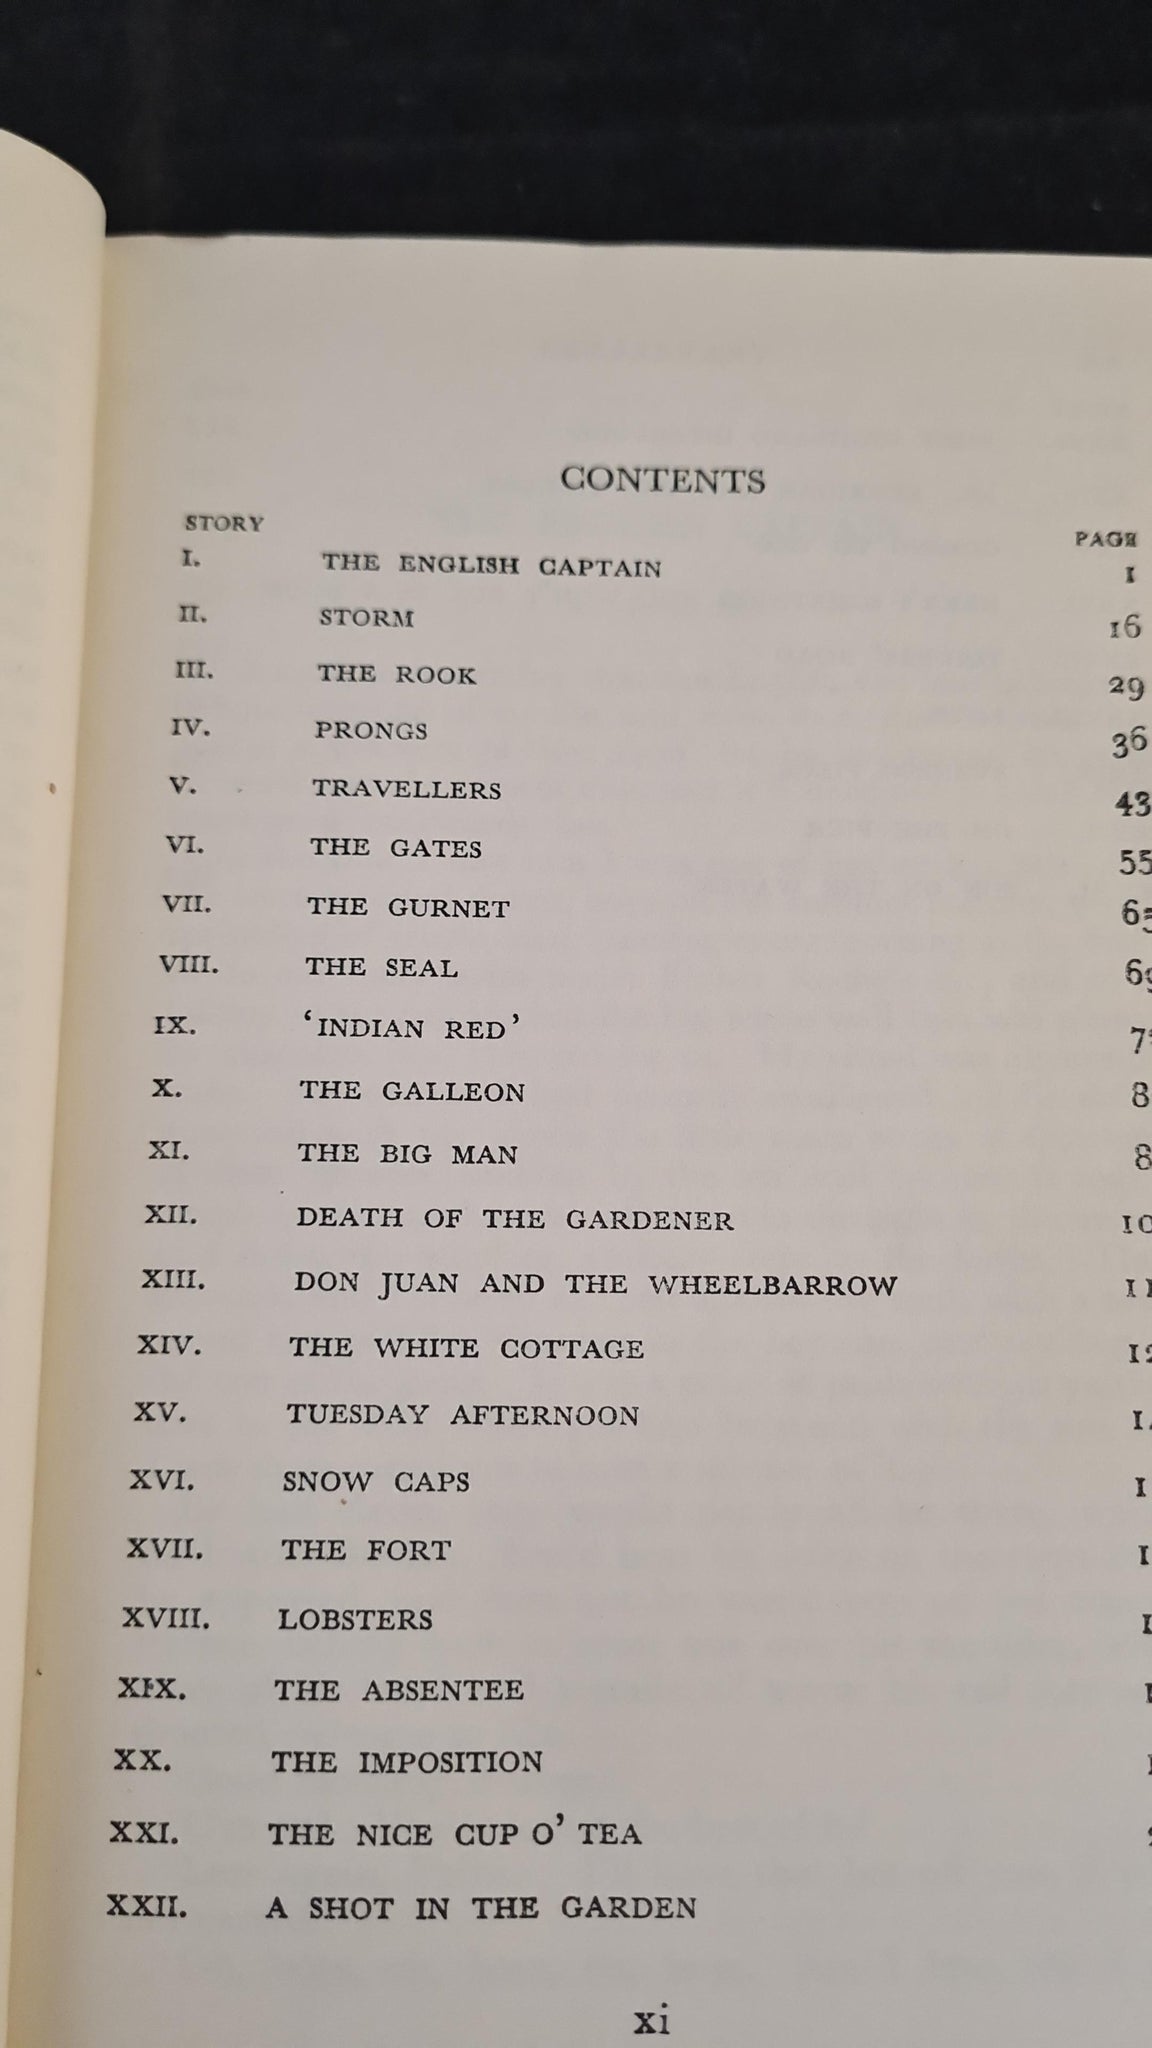 CONTENTS
STORY PAGE
I. THE ENGLISH CAPTAIN 1
II. STORM 16
III. THE ROOK 29
IV. PRONGS 36
V. TRAVELLERS 43
VI. THE GATES 55
VII. THE GURNET 65
VIII. THE SEAL 69
IX. ‘INDIAN RED’
X. THE GALLEON
XI. THE BIG MAN
XII. DEATH OF THE GARDENER
XIII. DON JUAN AND THE WHEELBARROW
XIV. THE WHITE COTTAGE
XV. TUESDAY AFTERNOON
XVI. SNOW CAPS
XVII. THE FORT
XVIII. LOBSTERS
XIX. THE ABSENTEE
XX. THE IMPOSITION
XXI. THE NICE CUP O’ TEA
XXII. A SHOT IN THE GARDEN
xi